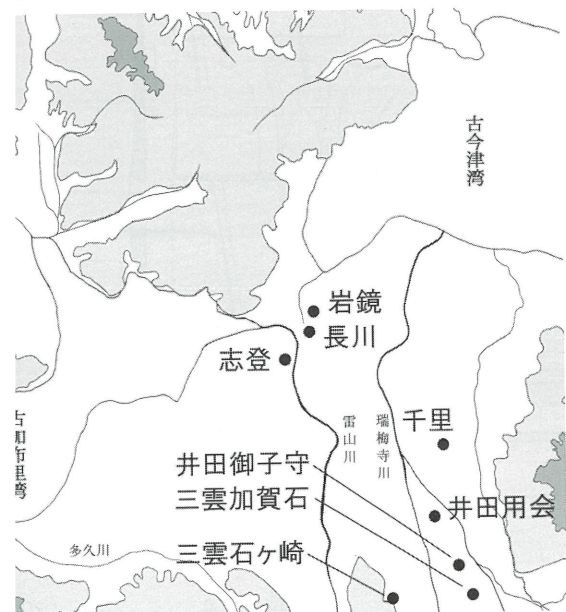 古今津湾
岩鏡
長川
志登
雷山川
瑞梅寺川
千里
古加布里湾
井田御子守
三雲加賀石
井田用会
多久川
三雲石ヶ崎